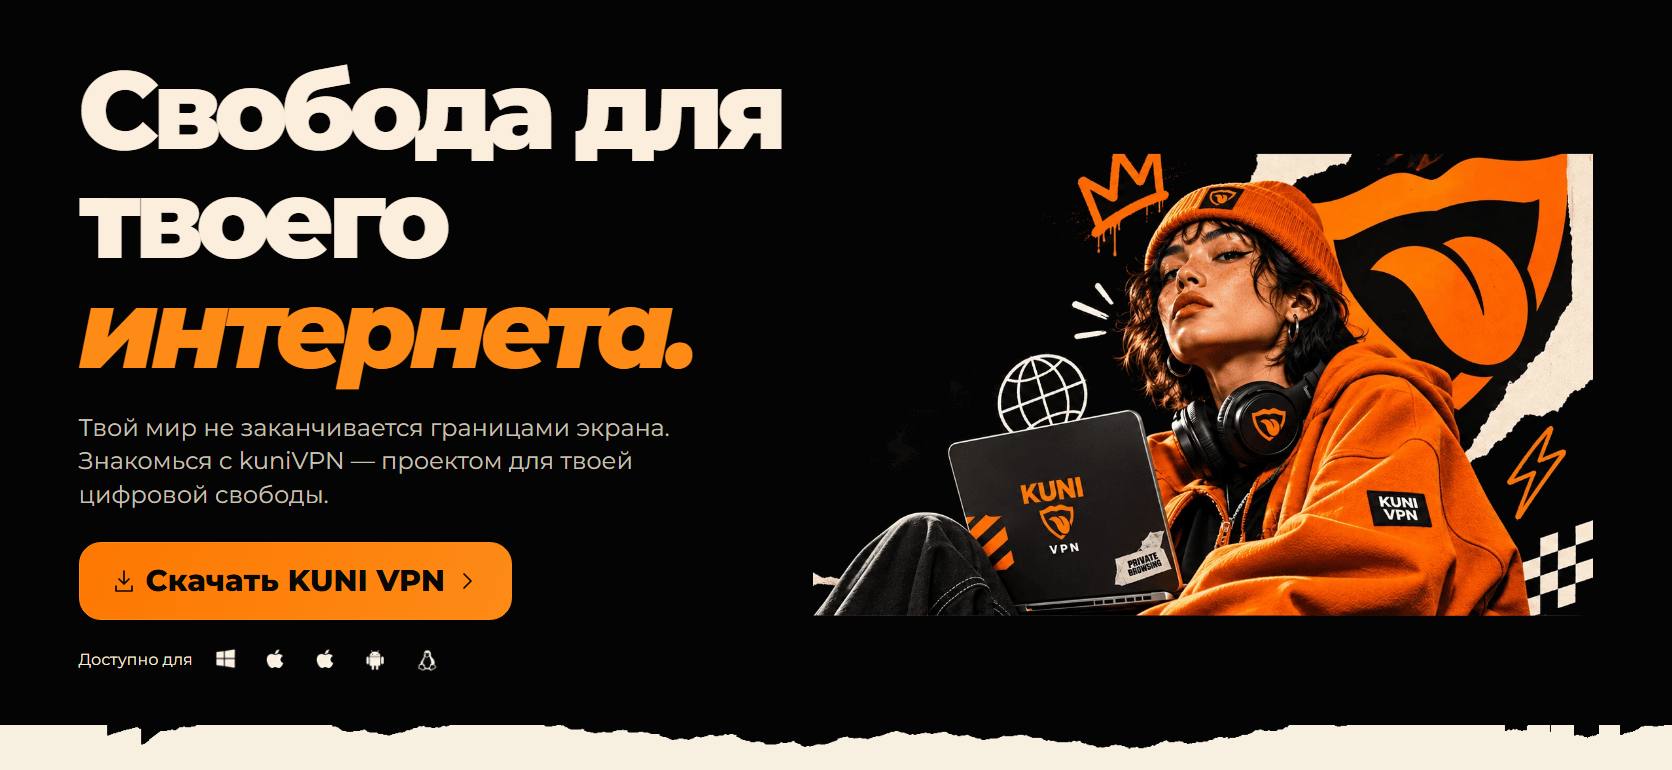 Свобода для
твоего
интернета.
Твой мир не заканчивается границами экрана.
Знакомься с kuniVPN — проектом для твоей
цифровой свободы.
Скачать KUNI VPN
Доступно для
KUNI
VPN
PRIVATE
BROWSING
KUNI
VPN